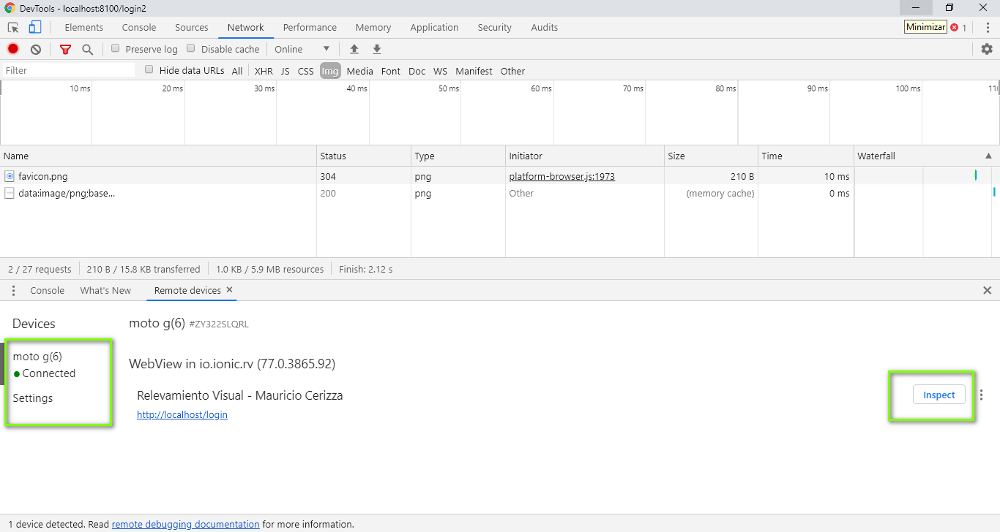 DevTools - localhost:8100/login2
Elements Console Sources Network Performance Memory Application Security Audits Minimizar 1
Preserve log Disable cache Online
Filter Hide data URLs All XHR JS CSS Img Media Font Doc WS Manifest Other
10 ms 20 ms 30 ms 40 ms 50 ms 60 ms 70 ms 80 ms 90 ms 100 ms
Name Status Type Initiator Size Time Waterfall
favicon.png 304 png platform-browser.js:1973 210 B 10 ms
data:image/png;base... 200 png Other (memory cache) 0 ms
2 / 27 requests 210 B / 15.8 KB transferred 1.0 KB / 5.9 MB resources Finish: 2.12 s
Console What's New Remote devices
Devices
moto g(6)
Connected
Settings
moto g(6) #ZY322SLQRL
WebView in io.ionic.rv (77.0.3865.92)
Relevamiento Visual - Mauricio Cerizza
http://localhost/login
Inspect
1 device detected. Read remote debugging documentation for more information.